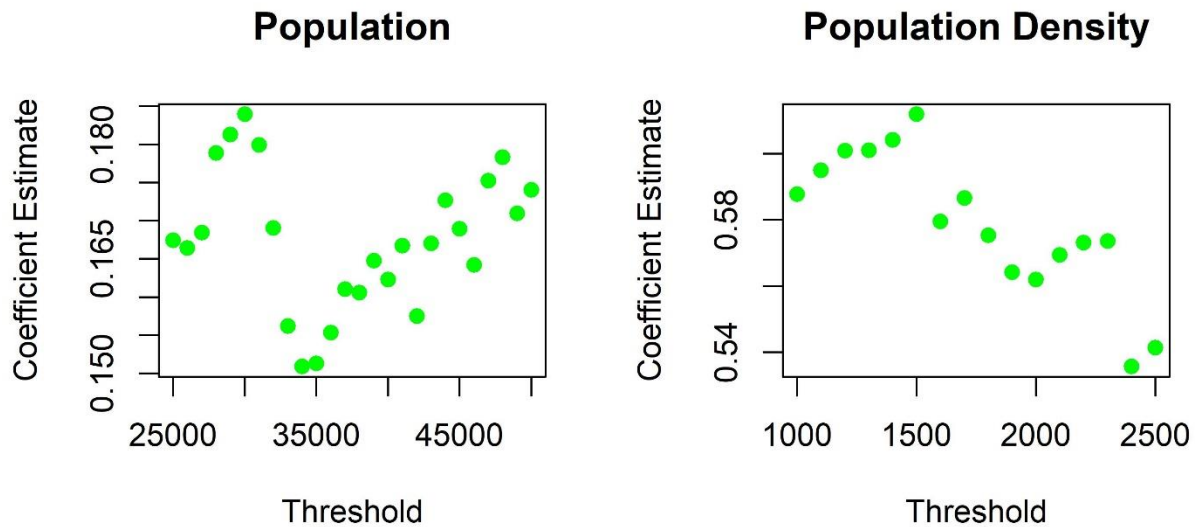 Population
Coefficient Estimate
0.180
0.165
0.150
25000 35000 45000
Threshold
Population Density
Coefficient Estimate
0.58
0.54
1000 1500 2000 2500
Threshold